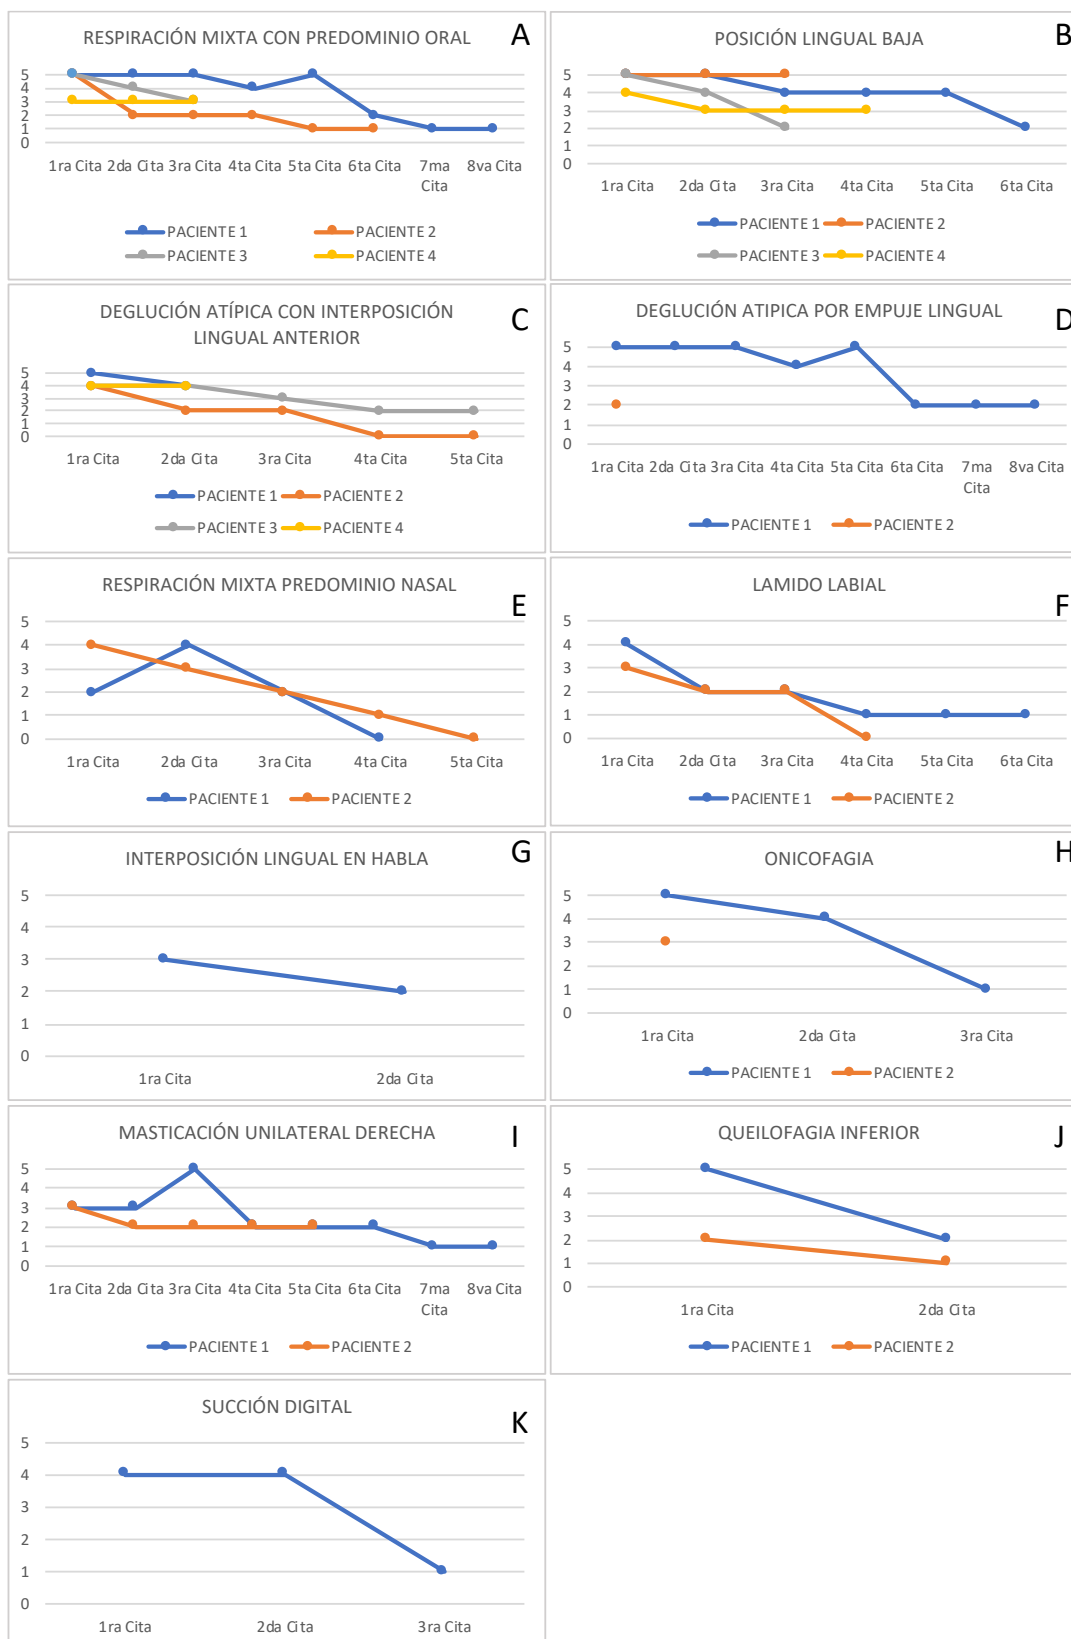 RESPIRACIÓN MIXTA CON PREDOMINIO ORAL
A
5
4
3
2
1
0
1ra Cita 2da Cita 3ra Cita 4ta Cita 5ta Cita 6ta Cita 7ma Cita 8va Cita
PACIENTE 1 PACIENTE 2
PACIENTE 3 PACIENTE 4
POSICIÓN LINGUAL BAJA
B
5
4
3
2
1
0
1ra Cita 2da Cita 3ra Cita 4ta Cita 5ta Cita 6ta Cita
PACIENTE 1 PACIENTE 2
PACIENTE 3 PACIENTE 4
DEGLUCIÓN ATÍPICA CON INTERPOSICIÓN
LINGUAL ANTERIOR
C
5
4
3
2
1
0
1ra Cita 2da Cita 3ra Cita 4ta Cita 5ta Cita
PACIENTE 1 PACIENTE 2
PACIENTE 3 PACIENTE 4
DEGLUCIÓN ATIPICA POR EMPUJE LINGUAL
D
5
4
3
2
1
0
1ra Cita 2da Cita 3ra Cita 4ta Cita 5ta Cita 6ta Cita 7ma Cita 8va Cita
PACIENTE 1 PACIENTE 2
RESPIRACIÓN MIXTA PREDOMINIO NASAL
E
5
4
3
2
1
0
1ra Cita 2da Cita 3ra Cita 4ta Cita 5ta Cita
PACIENTE 1 PACIENTE 2
LAMIDO LABIAL
F
5
4
3
2
1
0
1ra Cita 2da Cita 3ra Cita 4ta Cita 5ta Cita 6ta Cita
PACIENTE 1 PACIENTE 2
INTERPOSICIÓN LINGUAL EN HABLA
G
5
4
3
2
1
0
1ra Cita 2da Cita
ONICOFAGIA
H
5
4
3
2
1
0
1ra Cita 2da Cita 3ra Cita
PACIENTE 1 PACIENTE 2
MASTICACIÓN UNILATERAL DERECHA
I
5
4
3
2
1
0
1ra Cita 2da Cita 3ra Cita 4ta Cita 5ta Cita 6ta Cita 7ma Cita 8va Cita
PACIENTE 1 PACIENTE 2
QUEILOFAGIA INFERIOR
J
5
4
3
2
1
0
1ra Cita 2da Cita
PACIENTE 1 PACIENTE 2
SUCCIÓN DIGITAL
K
5
4
3
2
1
0
1ra Cita 2da Cita 3ra Cita